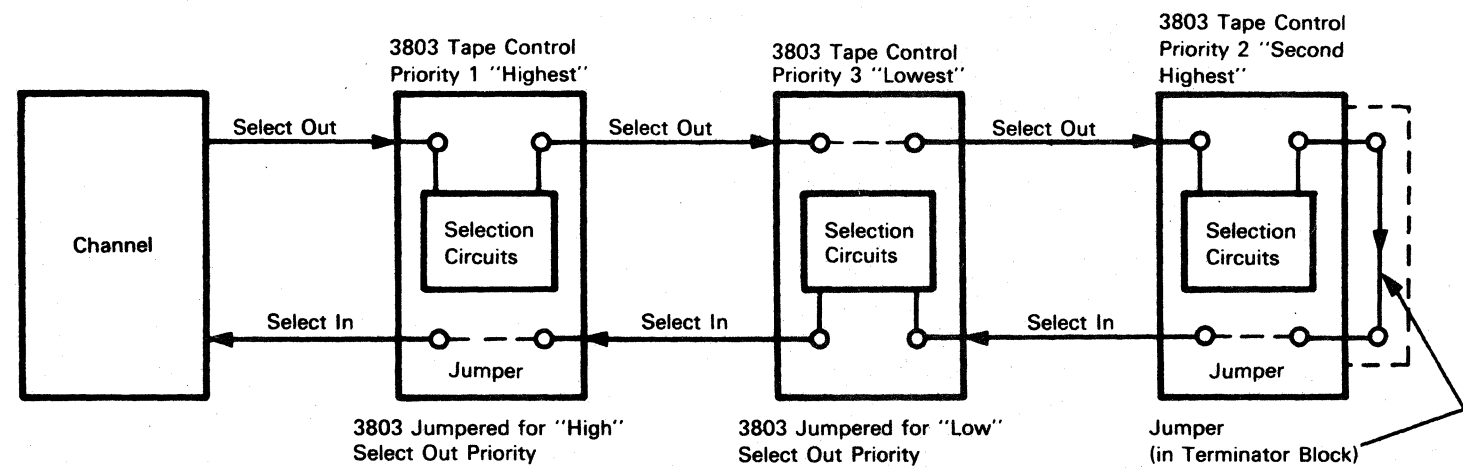 3803 Tape Control
Priority 1 "Highest"
3803 Tape Control
Priority 3 "Lowest"
3803 Tape Control
Priority 2 "Second
Highest"
Select Out
Select Out
Select Out
Channel
Selection
Circuits
Selection
Circuits
Selection
Circuits
Select In
Select In
Select In
Jumper
Jumper
3803 Jumpered for "High"
Select Out Priority
3803 Jumpered for "Low"
Select Out Priority
Jumper
(in Terminator Block)